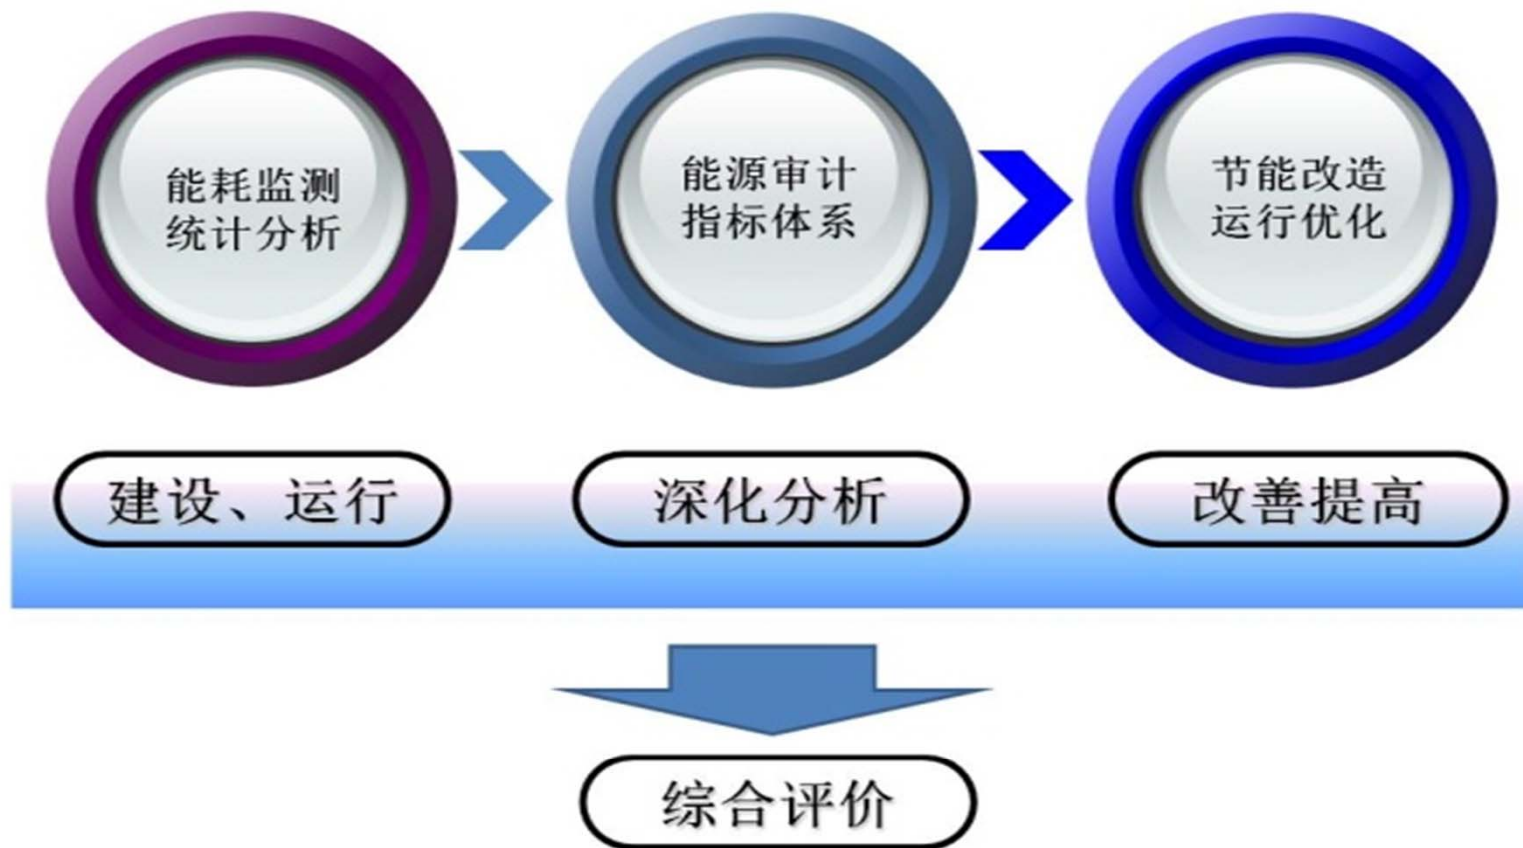 能耗监测
统计分析
能源审计
指标体系
节能改造
运行优化
建设、运行
深化分析
改善提高
综合评价